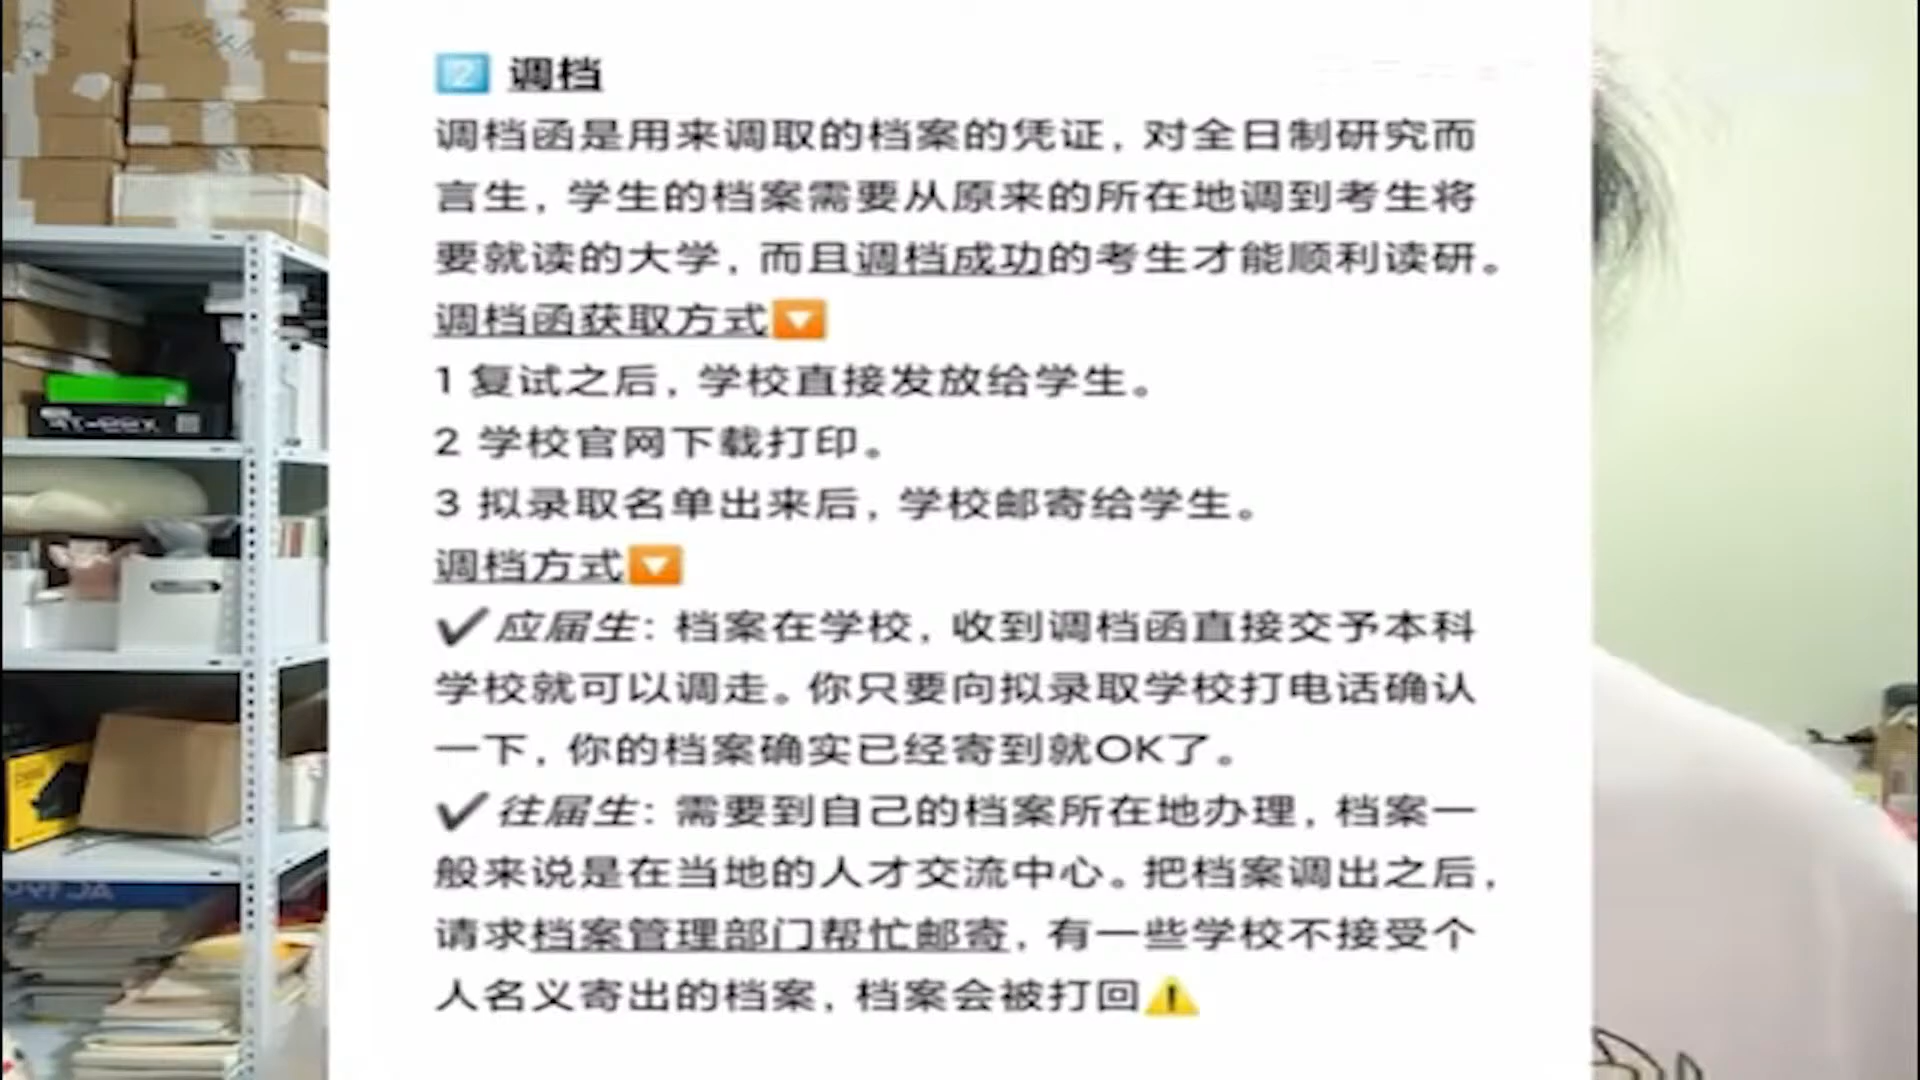 2 调档
调档函是用来调取的档案的凭证，对全日制研究而
言生，学生的档案需要从原来的所在地调到考生将
要就读的大学，而且调档成功的考生才能顺利读研。
调档函获取方式🔽
1 复试之后，学校直接发放给学生。
2 学校官网下载打印。
3 拟录取名单出来后，学校邮寄给学生。
调档方式🔽
✔应届生：档案在学校，收到调档函直接交予本科
学校就可以调走。你只要向拟录取学校打电话确认
一下，你的档案确实已经寄到就OK了。
✔往届生：需要到自己的档案所在地办理，档案一
般来说是在当地的人才交流中心。把档案调出之后，
请求档案管理部门帮忙邮寄，有一些学校不接受个
人名义寄出的档案，档案会被打回⚠